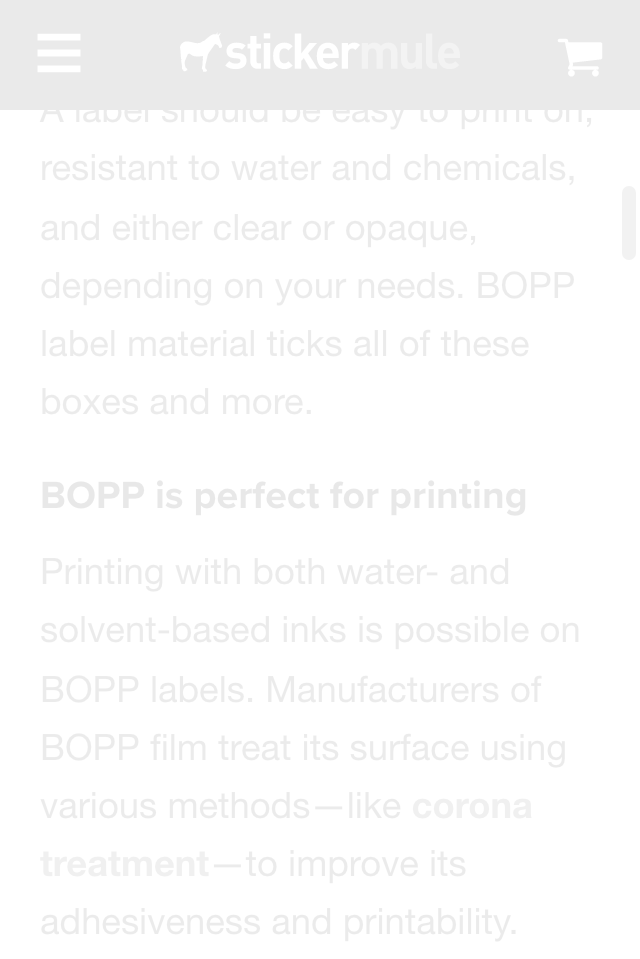 stickermule
A label should be easy to print on,
resistant to water and chemicals,
and either clear or opaque,
depending on your needs. BOPP
label material ticks all of these
boxes and more.
BOPP is perfect for printing
Printing with both water- and
solvent-based inks is possible on
BOPP labels. Manufacturers of
BOPP film treat its surface using
various methods—like corona
treatment—to improve its
adhesiveness and printability.